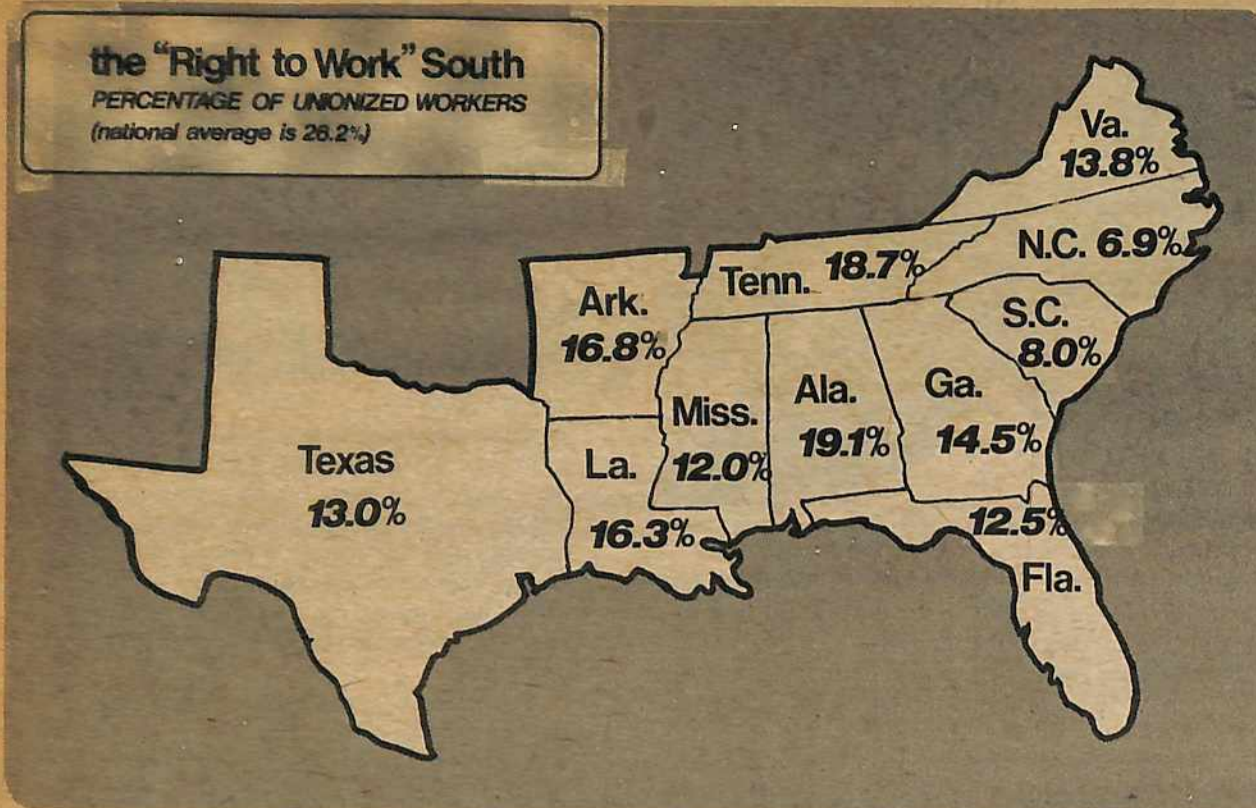 the "Right to Work" South
PERCENTAGE OF UNIONIZED WORKERS
(national average is 26.2%)
Va.
13.8%
N.C. 6.9%
Tenn. 18.7%
Ark.
16.8%
S.C.
8.0%
Miss.
12.0%
Ala.
19.1%
Ga.
14.5%
Texas
13.0%
La.
16.3%
12.5%
Fla.